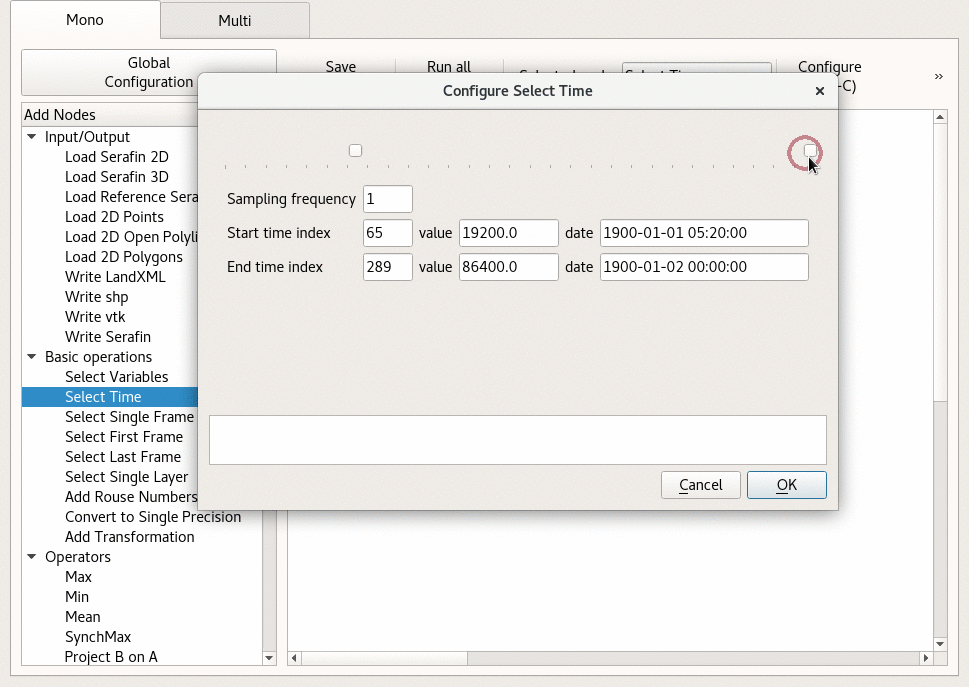 Mono
Multi
Global
Configuration
Save
Run all
Configure
-C)
»
Configure Select Time
×
Add Nodes
Input/Output
Load Serafin 2D
Load Serafin 3D
Load Reference Sera
Load 2D Points
Load 2D Open Polyli
Load 2D Polygons
Write LandXML
Write shp
Write vtk
Write Serafin
Basic operations
Select Variables
Select Time
Select Single Frame
Select First Frame
Select Last Frame
Select Single Layer
Add Rouse Numbers
Convert to Single Precision
Add Transformation
Operators
Max
Min
Mean
SynchMax
Project B on A
Sampling frequency 1
Start time index 65 value 19200.0 date 1900-01-01 05:20:00
End time index 289 value 86400.0 date 1900-01-02 00:00:00
Cancel
OK